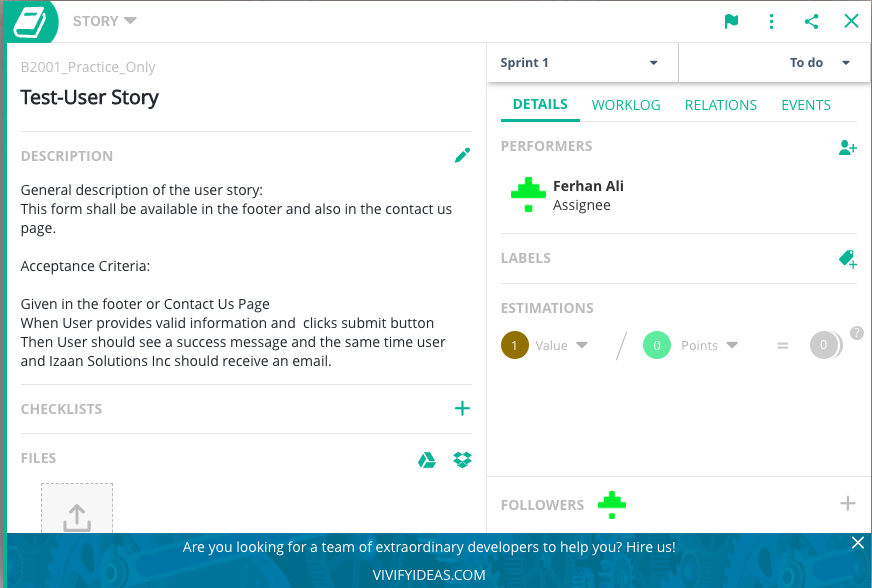 STORY
B2001_Practice_Only
Test-User Story
DESCRIPTION
General description of the user story:
This form shall be available in the footer and also in the contact us
page.
Acceptance Criteria:
Given in the footer or Contact Us Page
When User provides valid information and  clicks submit button
Then User should see a success message and the same time user
and Izaan Solutions Inc should receive an email.
CHECKLISTS
FILES
Sprint 1
To do
DETAILS WORKLOG RELATIONS EVENTS
PERFORMERS
Ferhan Ali
Assignee
LABELS
ESTIMATIONS
1 Value / 0 Points = 0 ?
FOLLOWERS
Are you looking for a team of extraordinary developers to help you? Hire us!
VIVIFYIDEAS.COM